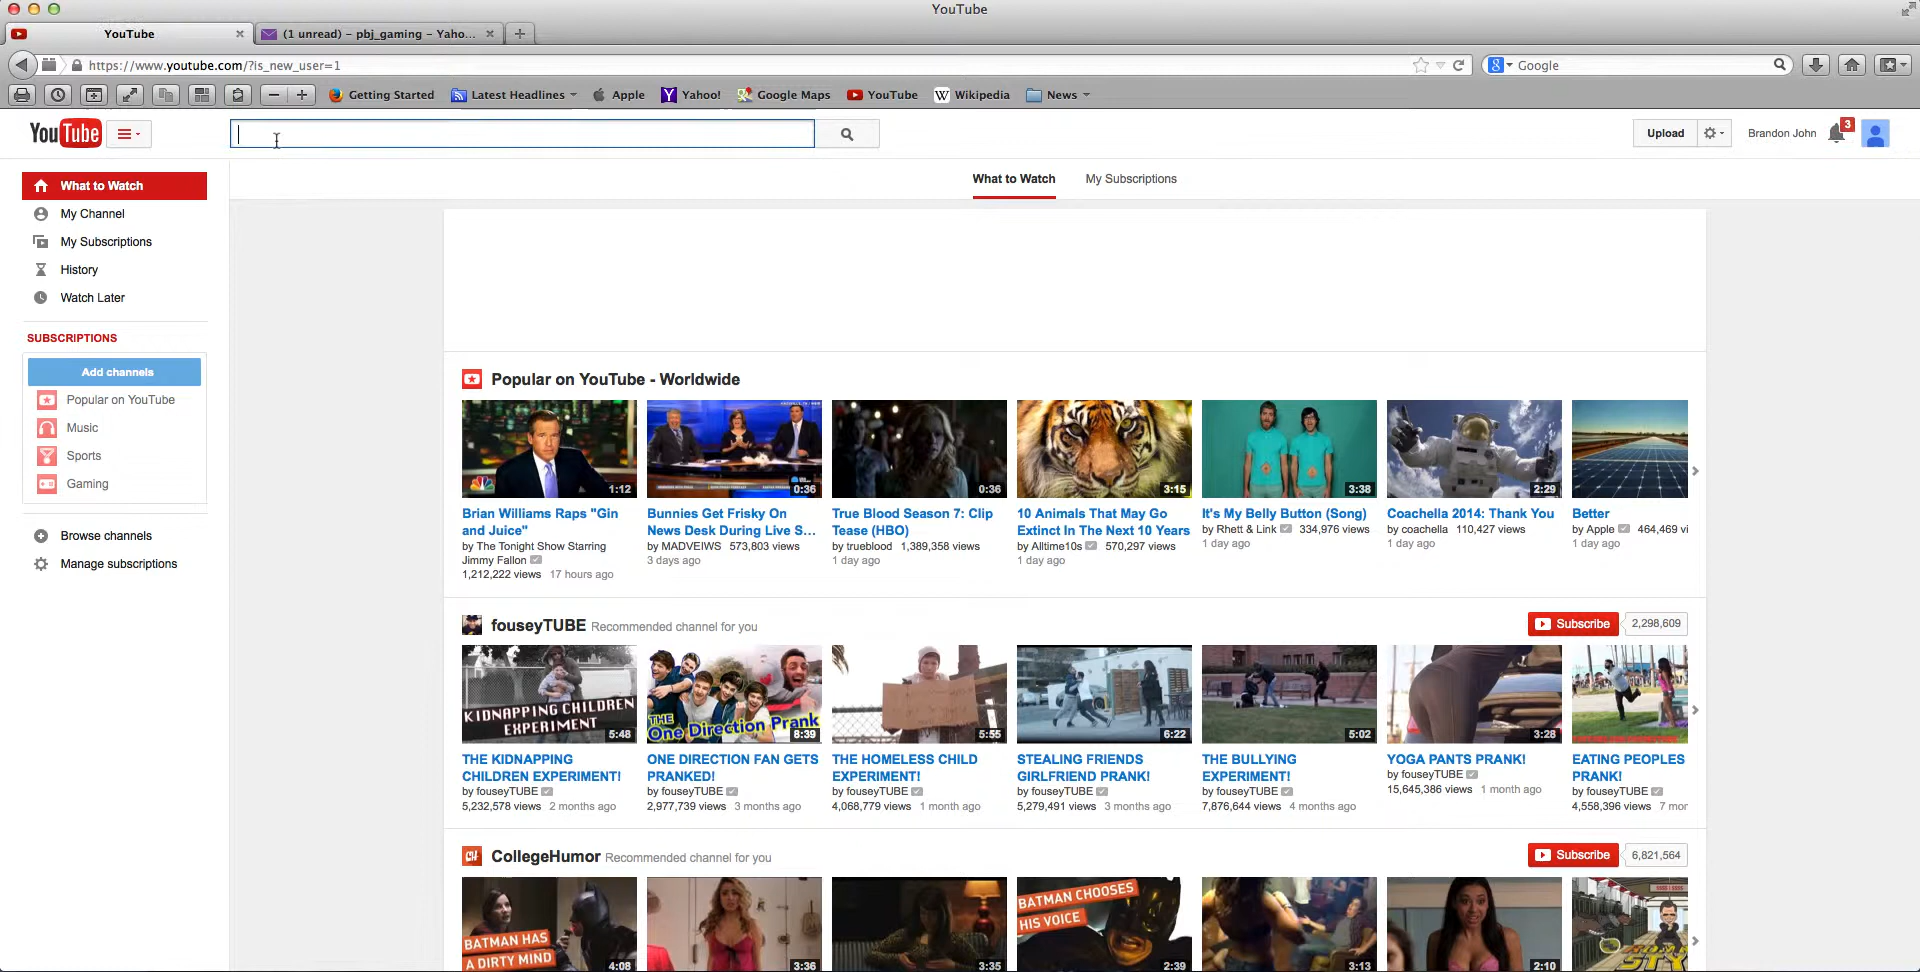 YouTube
YouTube
(1 unread) - pbj_gaming - Yaho...
https://www.youtube.com/?is_new_user=1
Google
Getting Started
Latest Headlines
Apple
Yahoo!
Google Maps
YouTube
Wikipedia
News
YouTube
Upload
Brandon John
3
What to Watch
My Channel
My Subscriptions
History
Watch Later
SUBSCRIPTIONS
Add channels
Popular on YouTube
Music
Sports
Gaming
Browse channels
Manage subscriptions
What to Watch
My Subscriptions
Popular on YouTube - Worldwide
1:12
0:36
0:36
3:15
3:38
2:29
Brian Williams Raps "Gin
and Juice"
by The Tonight Show Starring
Jimmy Fallon
1,212,222 views 17 hours ago
Bunnies Get Frisky On
News Desk During Live S...
by MADVEIWS 573,803 views
3 days ago
True Blood Season 7: Clip
Tease (HBO)
by trueblood 1,389,358 views
1 day ago
10 Animals That May Go
Extinct In The Next 10 Years
by Alltime10s 570,297 views
1 day ago
It's My Belly Button (Song)
by Rhett & Link 334,976 views
1 day ago
Coachella 2014: Thank You
by coachella 110,427 views
1 day ago
Better
by Apple 464,469 vi
1 day ago
fouseyTUBE Recommended channel for you
Subscribe 2,298,609
KIDNAPPING CHILDREN
EXPERIMENT
5:48
THE
One Direction Prank
8:39
5:55
6:22
5:02
3:28
THE KIDNAPPING
CHILDREN EXPERIMENT!
by fouseyTUBE
5,232,578 views 2 months ago
ONE DIRECTION FAN GETS
PRANKED!
by fouseyTUBE
2,977,739 views 3 months ago
THE HOMELESS CHILD
EXPERIMENT!
by fouseyTUBE
4,068,779 views 1 month ago
STEALING FRIENDS
GIRLFRIEND PRANK!
by fouseyTUBE
5,279,491 views 3 months ago
THE BULLYING
EXPERIMENT!
by fouseyTUBE
7,876,644 views 4 months ago
YOGA PANTS PRANK!
by fouseyTUBE
15,645,386 views 1 month ago
EATING PEOPLES
PRANK!
by fouseyTUBE
4,558,396 views 7 mor
CollegeHumor Recommended channel for you
Subscribe 6,821,564
BATMAN HAS
A DIRTY MIND
4:08
3:36
3:35
BATMAN CHOOSES
HIS VOICE
2:39
3:13
2:10